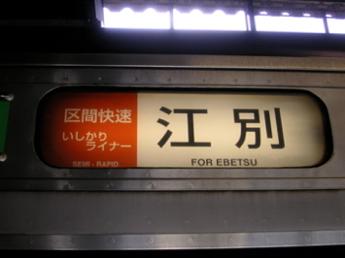 区間快速
いしかり
ライナー
SEMI - RAPID
江別
FOR EBETSU